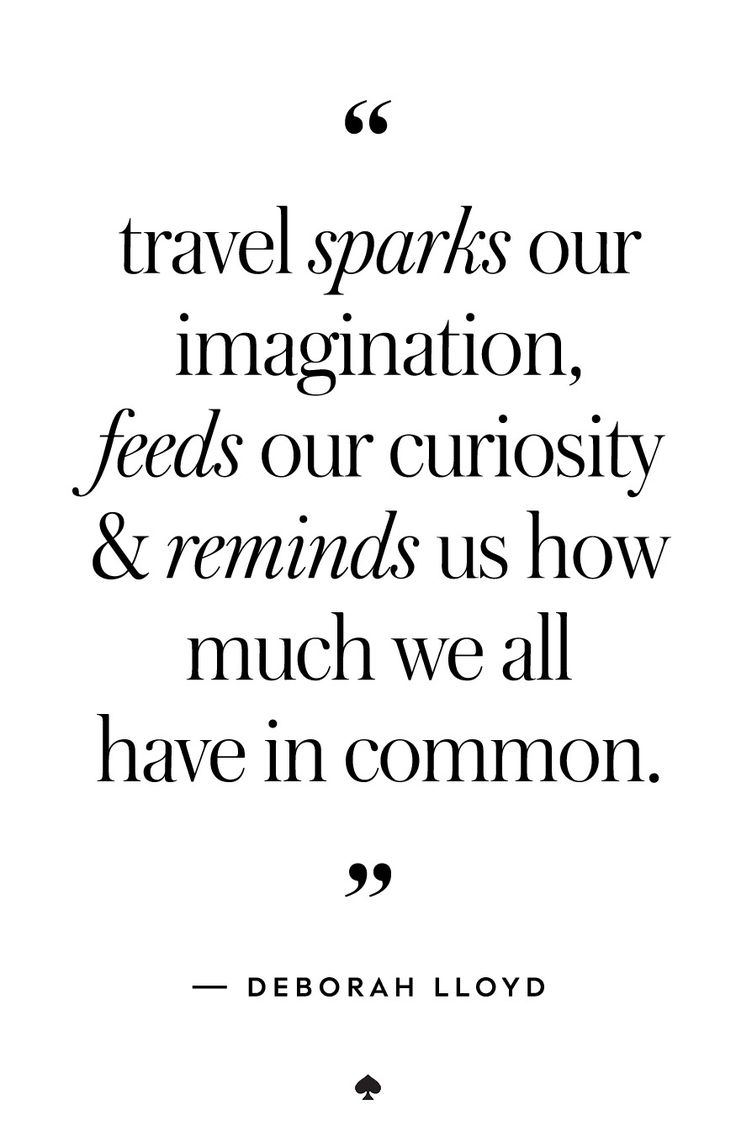 “
travel sparks our
imagination,
feeds our curiosity
& reminds us how
much we all
have in common.
”
— DEBORAH LLOYD